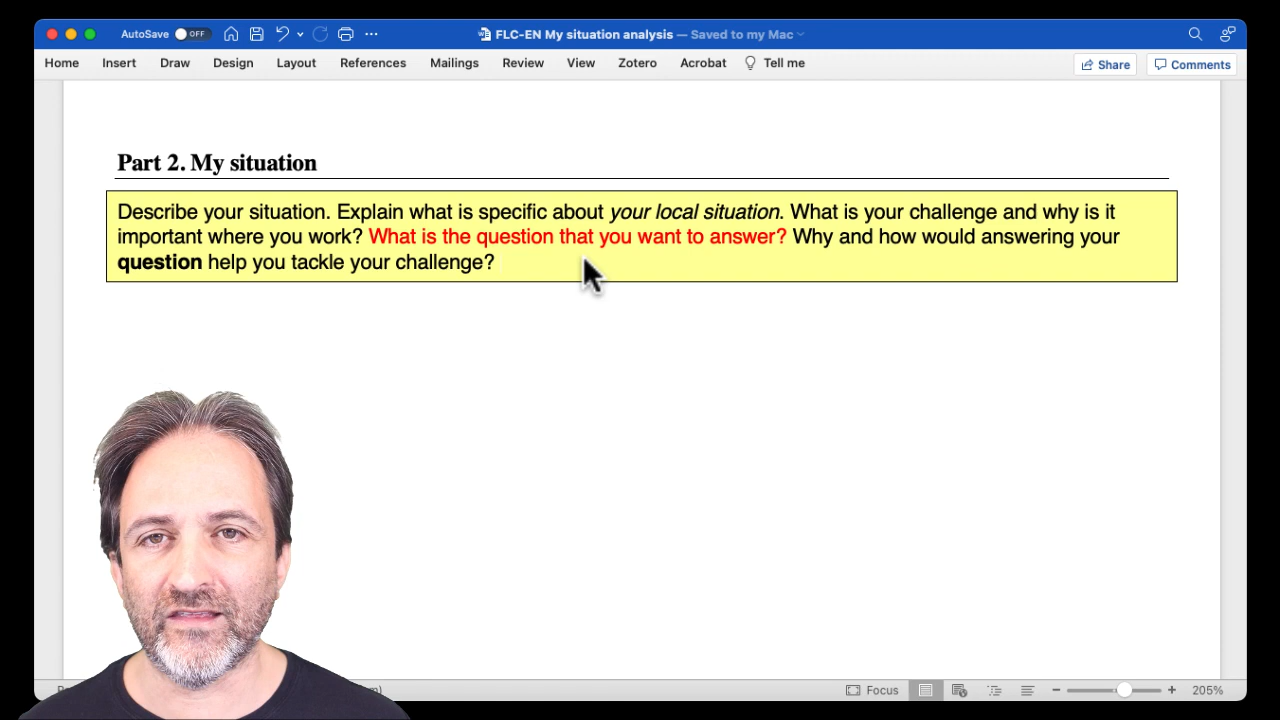 AutoSave OFF FLC-EN My situation analysis — Saved to my Mac
Home Insert Draw Design Layout References Mailings Review View Zotero Acrobat Tell me Share Comments
Part 2. My situation
Describe your situation. Explain what is specific about your local situation. What is your challenge and why is it
important where you work? What is the question that you want to answer? Why and how would answering your
question help you tackle your challenge?
Focus 205%